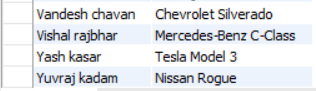 Vandesh chavan Chevrolet Silverado
Vishal rajbhar Mercedes-Benz C-Class
Yash kasar Tesla Model 3
Yuvraj kadam Nissan Rogue